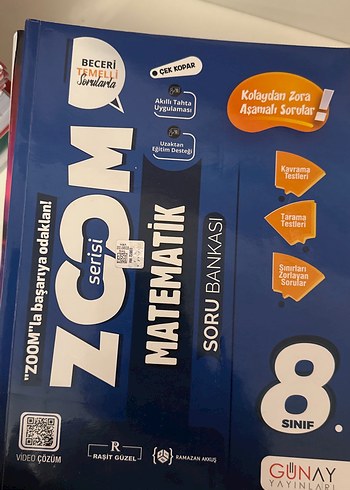 BECERİ
TEMELLİ
Sorularla
ÇEK KOPAR
Akıllı Tahta
Uygulaması
Uzaktan
Eğitim Desteği
Kolaydan Zora
Aşamalı Sorular
Kavrama
Testleri
Tarama
Testleri
Sınırları
Zorlayan
Sorular
"ZOOM"la başarıya odaklan!
ZOOM
serisi
MATEMATİK
SORU BANKASI
8.
SINIF
VİDEO ÇÖZÜM
R
RAŞİT GÜZEL
RAMAZAN AKKUŞ
GÜNAY
YAYINLARI